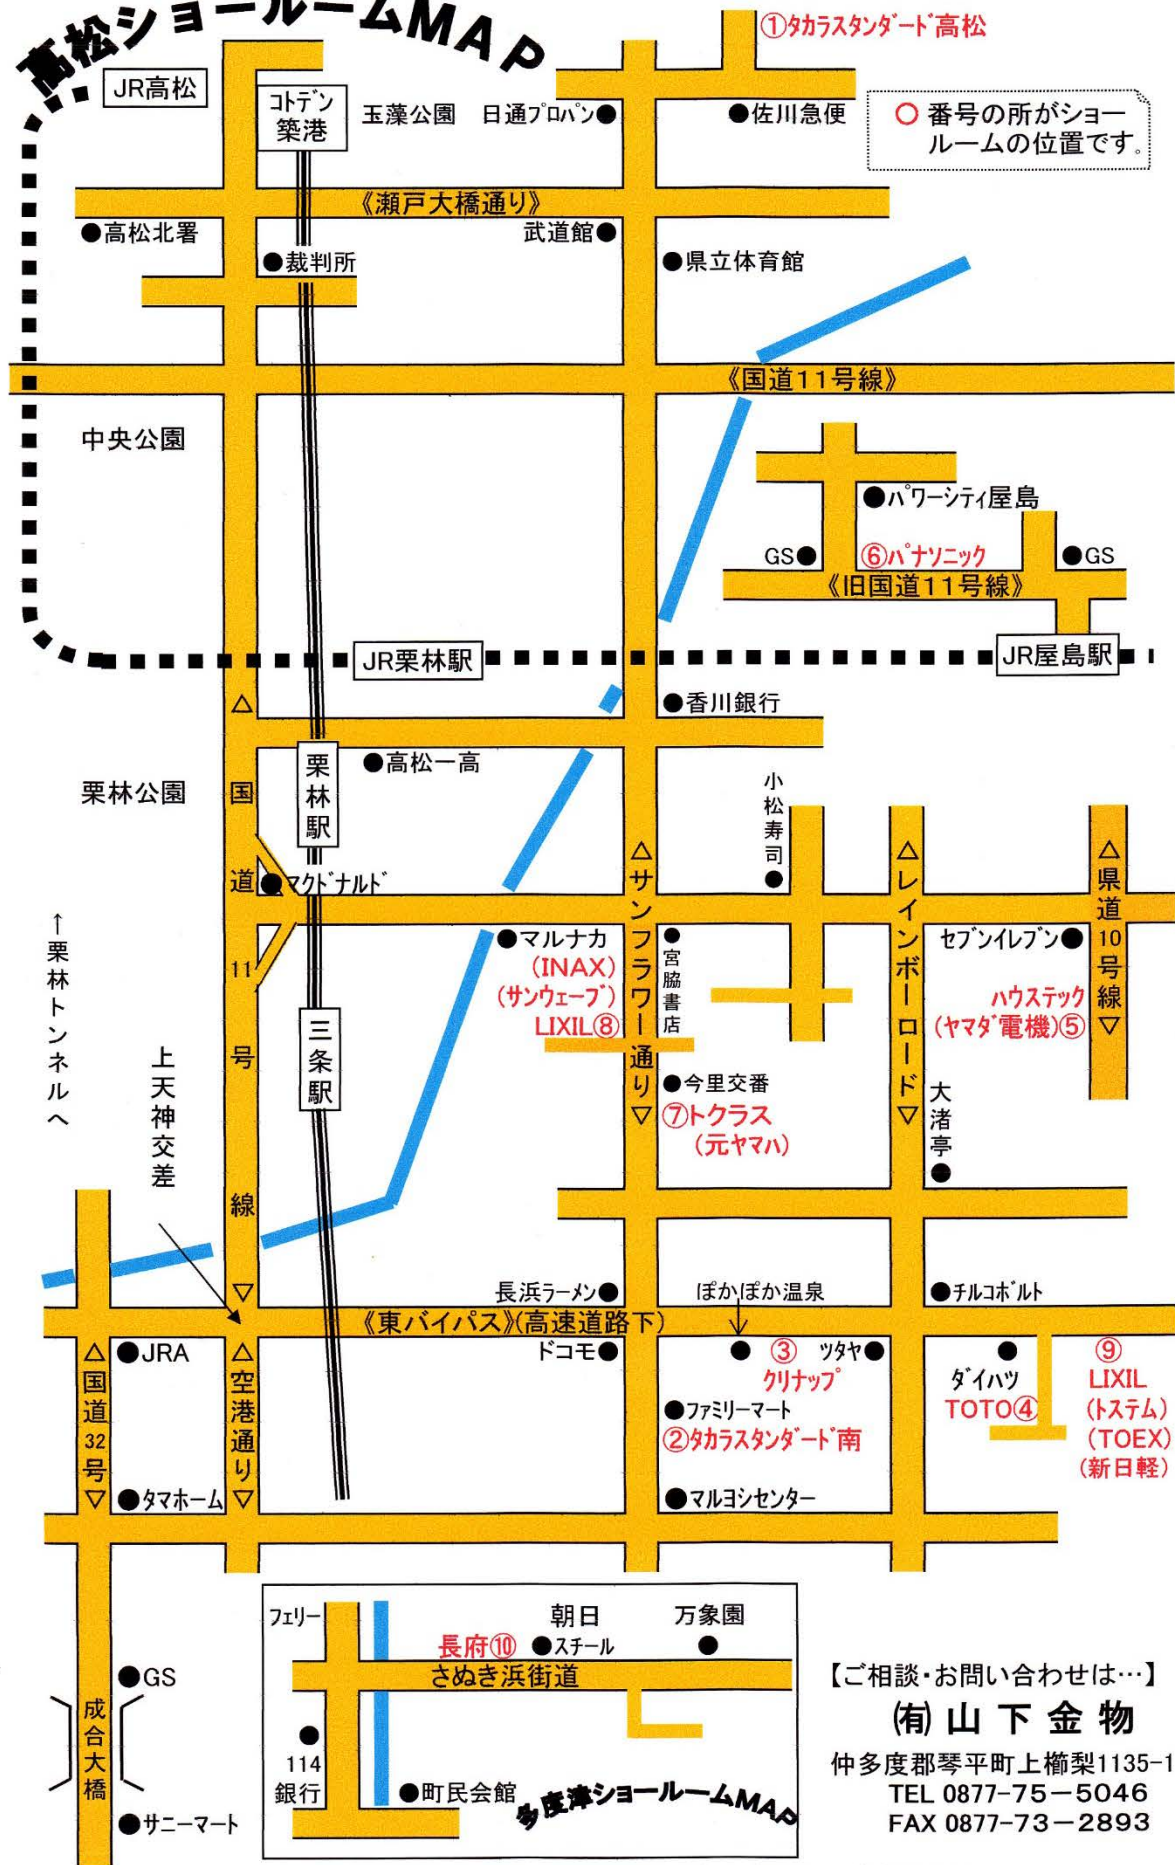 高松ショールームMAP
①タカラスタンダード高松
JR高松
コトデン
築港
玉藻公園
日通プロパン
佐川急便
○ 番号の所がショー
ルームの位置です。
《瀬戸大橋通り》
高松北署
武道館
裁判所
県立体育館
《国道11号線》
中央公園
パワーシティ屋島
GS
⑥パナソニック
GS
《旧国道11号線》
JR栗林駅
JR屋島駅
香川銀行
高松一高
栗林公園
栗林駅
小松寿司
△国道11号線▽
マクドナルド
△サンフラワー通り▽
△レインボーロード▽
△県道10号線▽
↑栗林トンネルへ
マルナカ
(INAX)
(サンウェーブ)
LIXIL⑧
宮脇書店
セブンイレブン
ハウステック
(ヤマダ電機)⑤
三条駅
上天神交差
今里交番
⑦トクラス
(元ヤマハ)
大渚亭
長浜ラーメン
ぽかぽか温泉
チルコボルト
《東バイパス》(高速道路下)
△国道32号▽
JRA
△空港通り▽
ドコモ
③
クリナップ
ツタヤ
ダイハツ
TOTO④
⑨
LIXIL
(トステム)
(TOEX)
(新日軽)
ファミリーマート
②タカラスタンダード南
タマホーム
マルヨシセンター
GS
成合大橋
サニーマート
フェリー
長府⑩
朝日
スチール
万象園
さぬき浜街道
114
銀行
町民会館
多度津ショールームMAP
【ご相談・お問い合わせは…】
㈲山下金物
仲多度郡琴平町上櫛梨1135-1
TEL 0877-75-5046
FAX 0877-73-2893